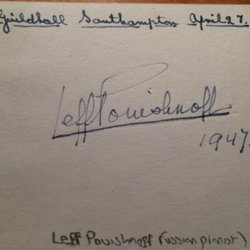 Guildhall Southampton April 27.
Leff Pouishnoff
1947.
Leff Pouishnoff russian pianist)